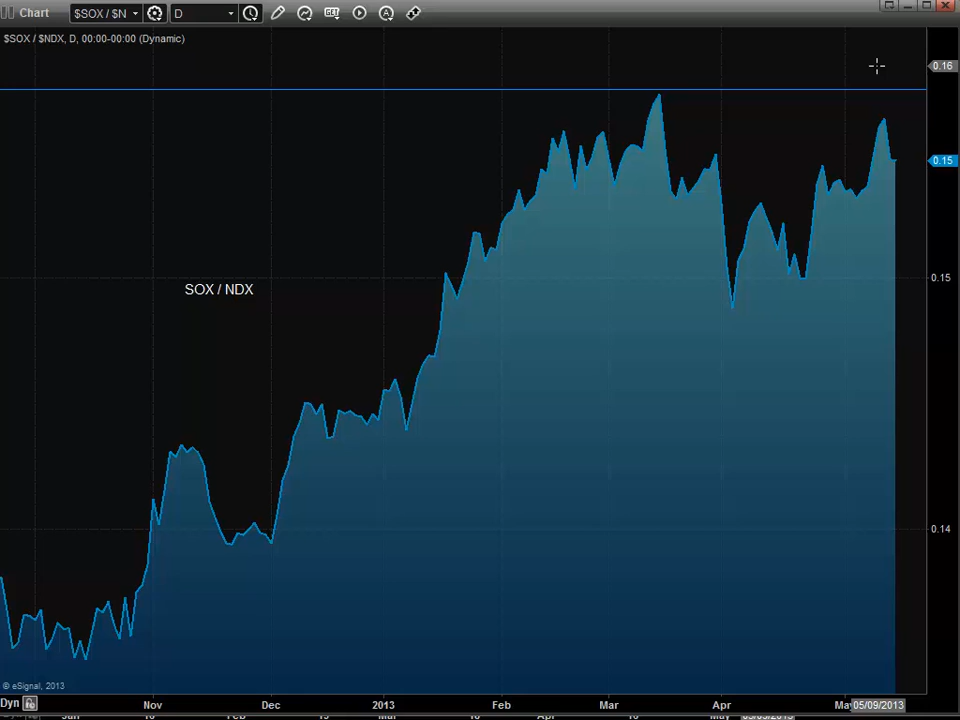 Chart $SOX / $N D
$SOX / $NDX, D, 00:00-00:00 (Dynamic)
0.16
0.15
SOX / NDX
0.15
0.14
© eSignal, 2013
Dyn Nov Dec 2013 Feb Mar Apr May 05/09/2013